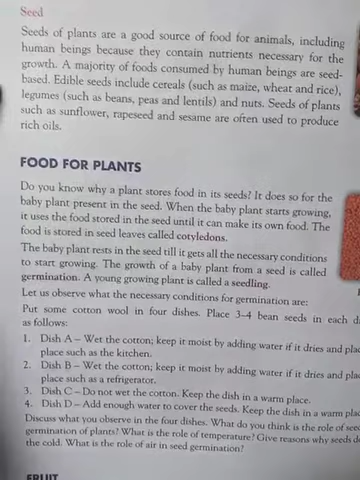 Seed
Seeds of plants are a good source of food for animals, including
human beings because they contain nutrients necessary for the
growth. A majority of foods consumed by human beings are seed-
based. Edible seeds include cereals (such as maize, wheat and rice),
legumes (such as beans, peas and lentils) and nuts. Seeds of plants
such as sunflower, rapeseed and sesame are often used to produce
rich oils.
FOOD FOR PLANTS
Do you know why a plant stores food in its seeds? It does so for the
baby plant present in the seed. When the baby plant starts growing,
it uses the food stored in the seed until it can make its own food. The
food is stored in seed leaves called cotyledons.
The baby plant rests in the seed till it gets all the necessary conditions
to start growing. The growth of a baby plant from a seed is called
germination. A young growing plant is called a seedling.
Let us observe what the necessary conditions for germination are:
Put some cotton wool in four dishes. Place 3–4 bean seeds in each
as follows:
1. Dish A – Wet the cotton; keep it moist by adding water if it dries and
place such as the kitchen.
2. Dish B – Wet the cotton; keep it moist by adding water if it dries and
place such as a refrigerator.
3. Dish C – Do not wet the cotton. Keep the dish in a warm place.
4. Dish D – Add enough water to cover the seeds. Keep the dish in a warm
Discuss what you observe in the four dishes. What do you think is the role of
germination of plants? What is the role of temperature? Give reasons why seeds
the cold. What is the role of air in seed germination?
FRUIT